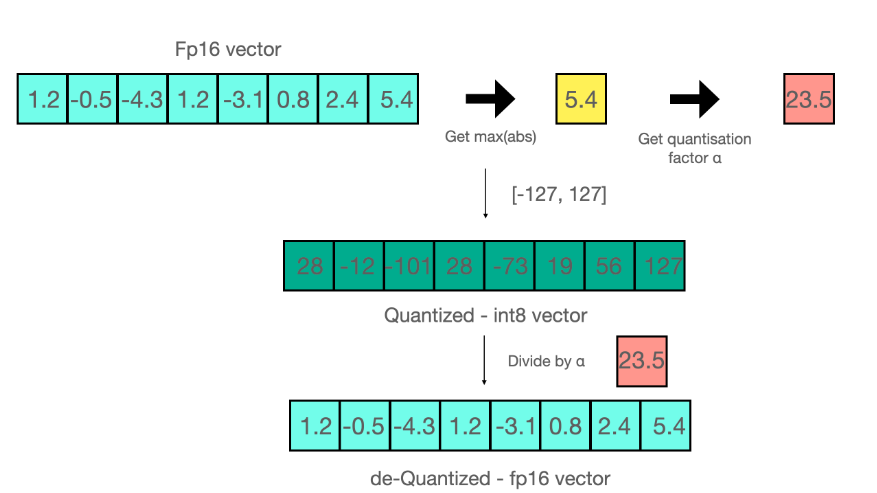 Fp16 vector
1.2 -0.5 -4.3 1.2 -3.1 0.8 2.4 5.4
5.4
23.5
Get max(abs)
Get quantisation
factor α
[-127, 127]
28 -12 -101 28 -73 19 56 127
Quantized - int8 vector
Divide by α
23.5
1.2 -0.5 -4.3 1.2 -3.1 0.8 2.4 5.4
de-Quantized - fp16 vector